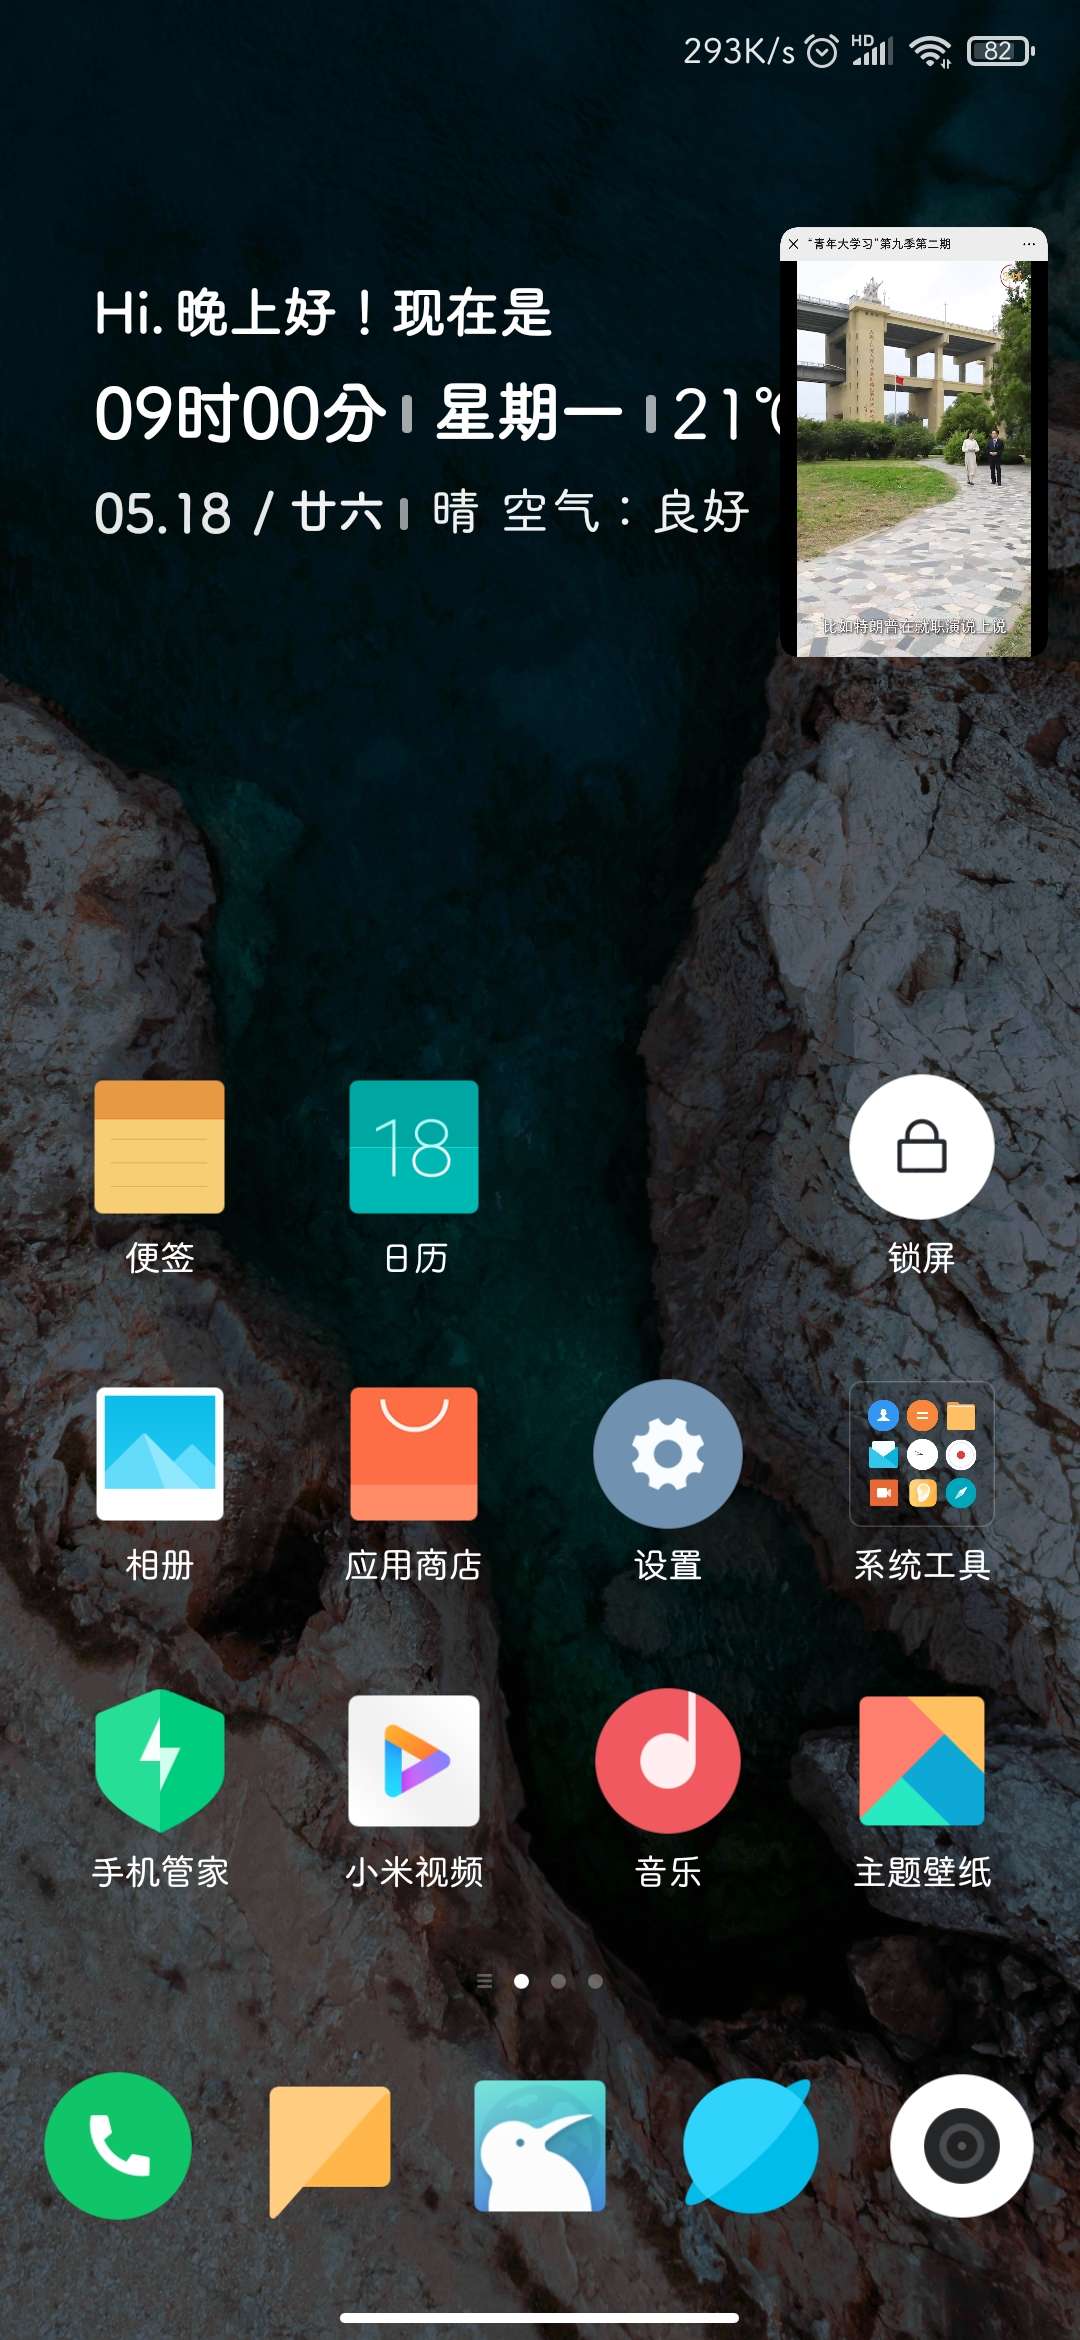 293K/s HD 82
“青年大学习”第九季第二期
Hi. 晚上好！现在是
09时00分 星期一 21℃
05.18 / 廿六 晴 空气：良好
比如特朗普在就职演说上说
18
便签 日历 锁屏
相册 应用商店 设置 系统工具
手机管家 小米视频 音乐 主题壁纸